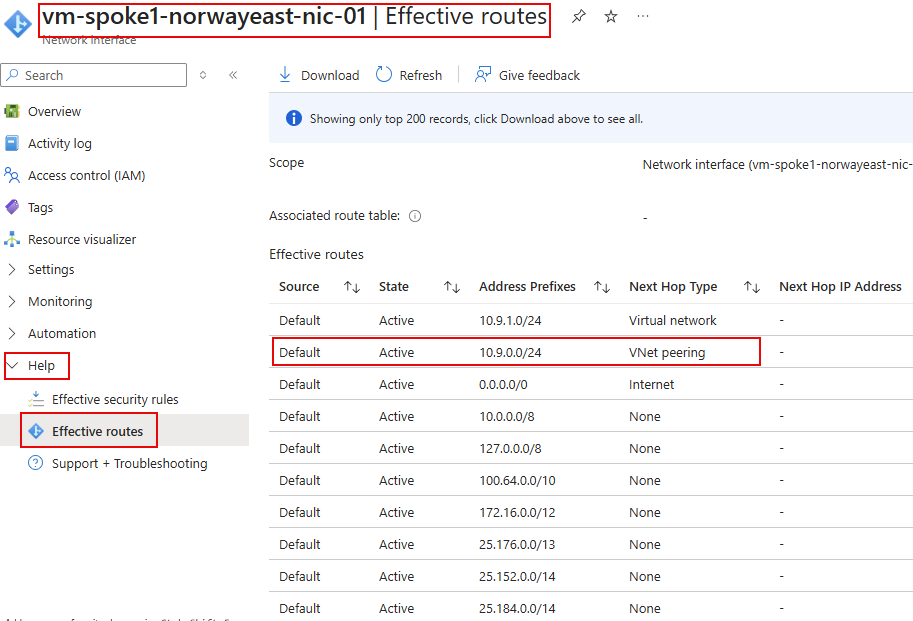 vm-spoke1-norwayeast-nic-01 | Effective routes
Network interface
Search
Download Refresh Give feedback
Showing only top 200 records, click Download above to see all.
Overview
Activity log
Access control (IAM)
Tags
Resource visualizer
Settings
Monitoring
Automation
Help
Effective security rules
Effective routes
Support + Troubleshooting
Scope Network interface (vm-spoke1-norwayeast-nic-
Associated route table: -
Effective routes
Source State Address Prefixes Next Hop Type Next Hop IP Address
Default Active 10.9.1.0/24 Virtual network -
Default Active 10.9.0.0/24 VNet peering -
Default Active 0.0.0.0/0 Internet -
Default Active 10.0.0.0/8 None -
Default Active 127.0.0.0/8 None -
Default Active 100.64.0.0/10 None -
Default Active 172.16.0.0/12 None -
Default Active 25.176.0.0/13 None -
Default Active 25.152.0.0/14 None -
Default Active 25.184.0.0/14 None -